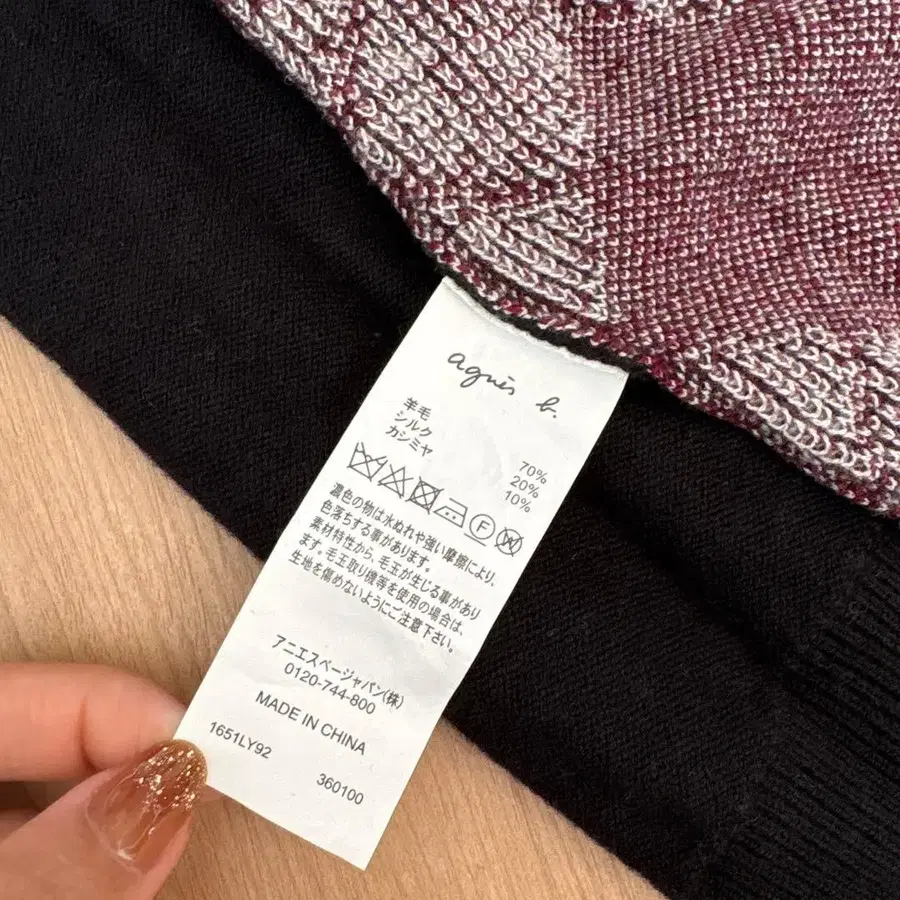 agnès b.
羊毛 70%
シルク 20%
カシミヤ 10%
F W
濃色の物は水ぬれや強い摩擦により、
色落ちする事があります。
素材特性から、毛玉が生じる事があり
ます。毛玉取り機等を使用の場合は、
生地を傷めないようにご注意下さい。
アニエスベージャパン(株)
0120-744-800
MADE IN CHINA
1651LY92
360100